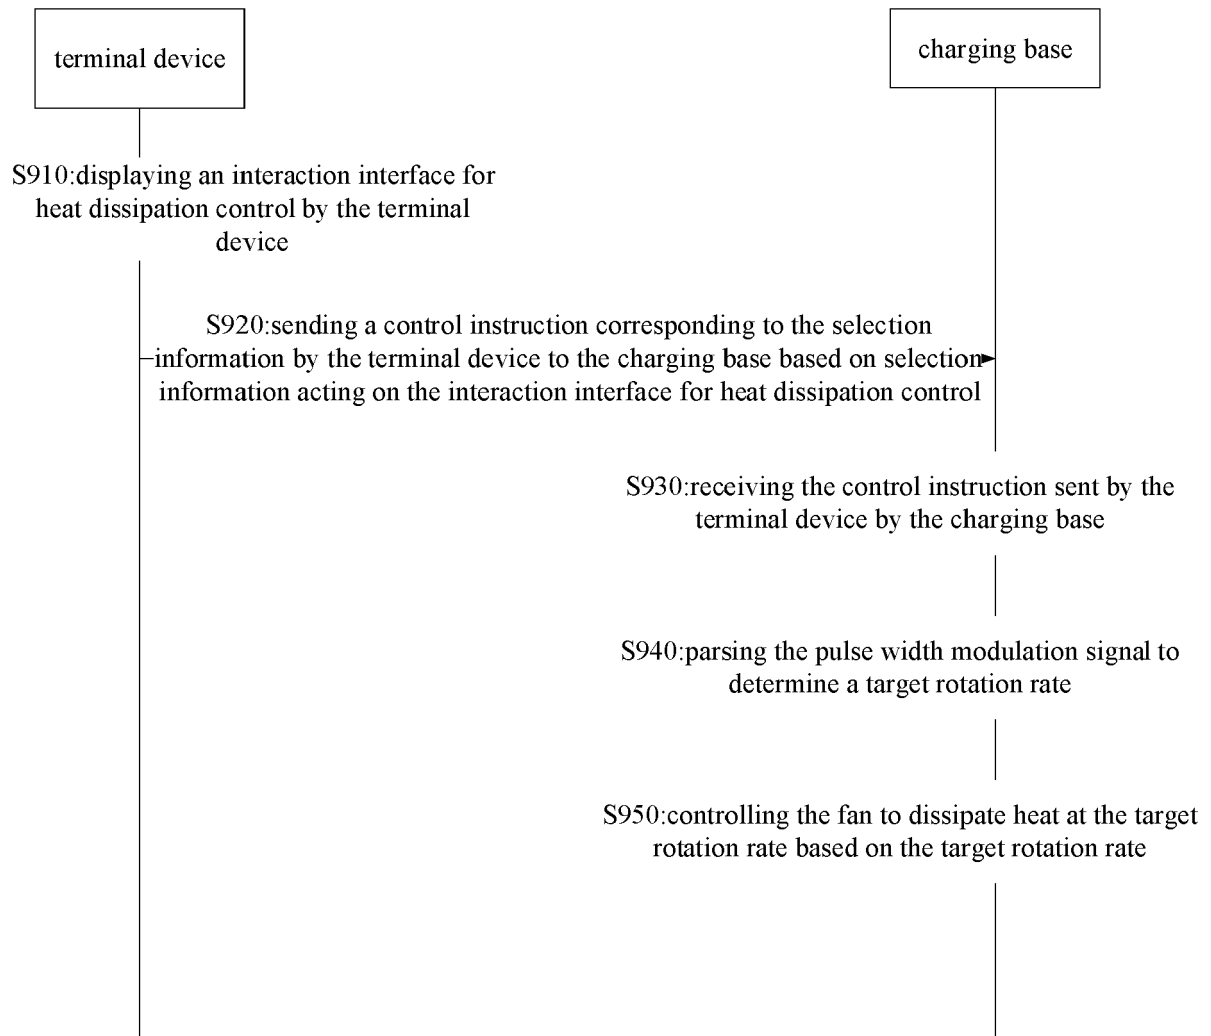 terminal device
charging base
S910:displaying an interaction interface for
heat dissipation control by the terminal
device
S920:sending a control instruction corresponding to the selection
information by the terminal device to the charging base based on selection
information acting on the interaction interface for heat dissipation control
S930:receiving the control instruction sent by the
terminal device by the charging base
S940:parsing the pulse width modulation signal to
determine a target rotation rate
S950:controlling the fan to dissipate heat at the target
rotation rate based on the target rotation rate